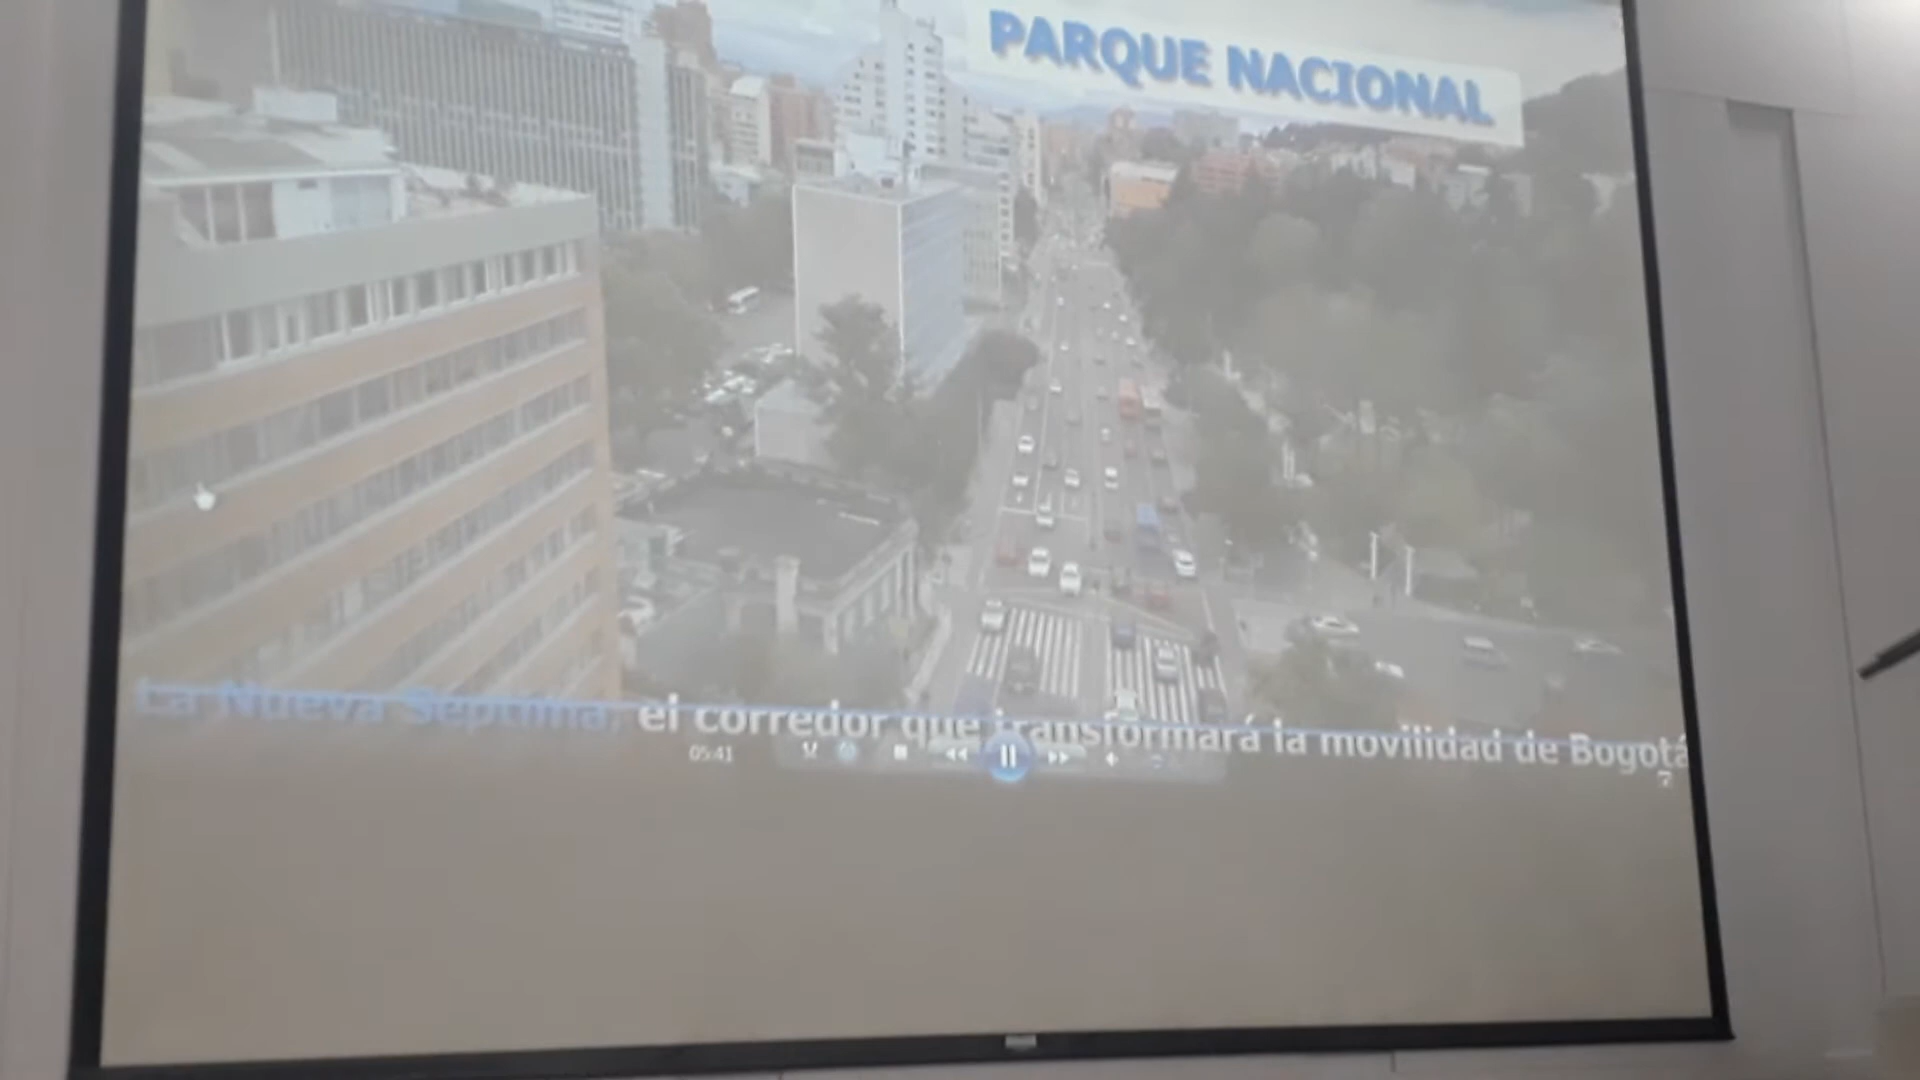 PARQUE NACIONAL
La Nueva Séptima, el corredor que transformará la movilidad de Bogotá
05:41